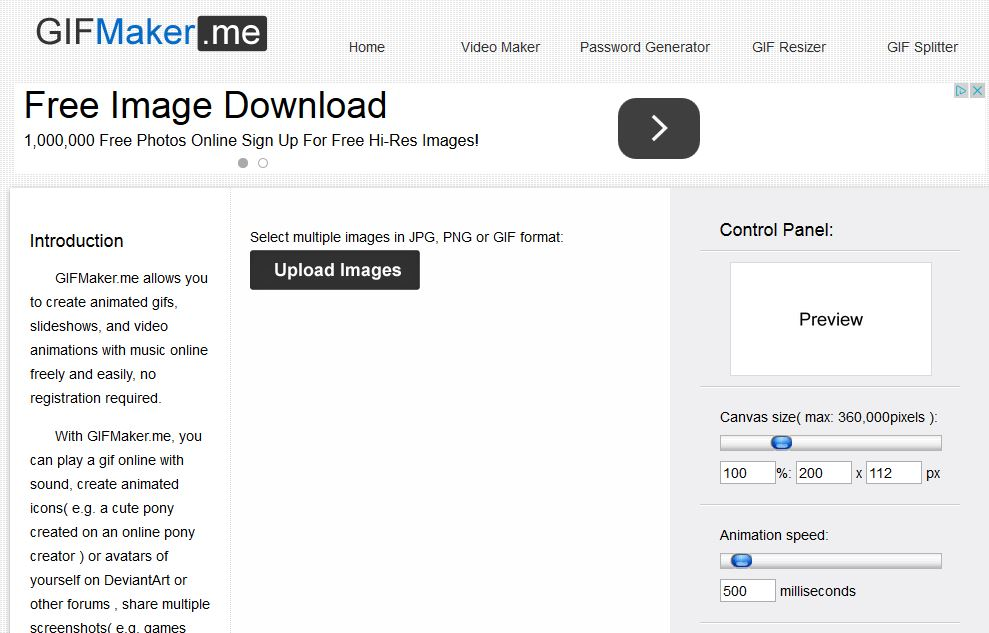 GIFMaker.me
Home Video Maker Password Generator GIF Resizer GIF Splitter
Free Image Download
1,000,000 Free Photos Online Sign Up For Free Hi-Res Images!
Introduction
GIFMaker.me allows you
to create animated gifs,
slideshows, and video
animations with music online
freely and easily, no
registration required.
With GIFMaker.me, you
can play a gif online with
sound, create animated
icons( e.g. a cute pony
created on an online pony
creator ) or avatars of
yourself on DeviantArt or
other forums , share multiple
screenshots( e.g. games
Select multiple images in JPG, PNG or GIF format:
Upload Images
Control Panel:
Preview
Canvas size( max: 360,000pixels ):
100 %: 200 x 112 px
Animation speed:
500 milliseconds